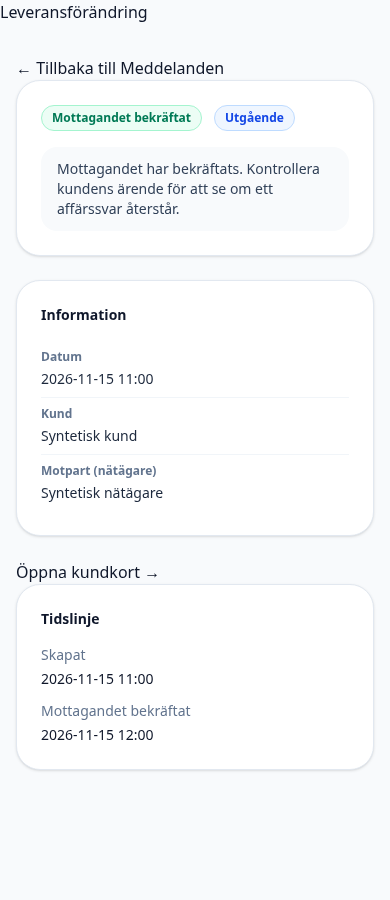 Leveransförändring
← Tillbaka till Meddelanden
Mottagandet bekräftat
Utgående
Mottagandet har bekräftats. Kontrollera
kundens ärende för att se om ett
affärssvar återstår.
Information
Datum
2026-11-15 11:00
Kund
Syntetisk kund
Motpart (nätägare)
Syntetisk nätägare
Öppna kundkort →
Tidslinje
Skapat
2026-11-15 11:00
Mottagandet bekräftat
2026-11-15 12:00